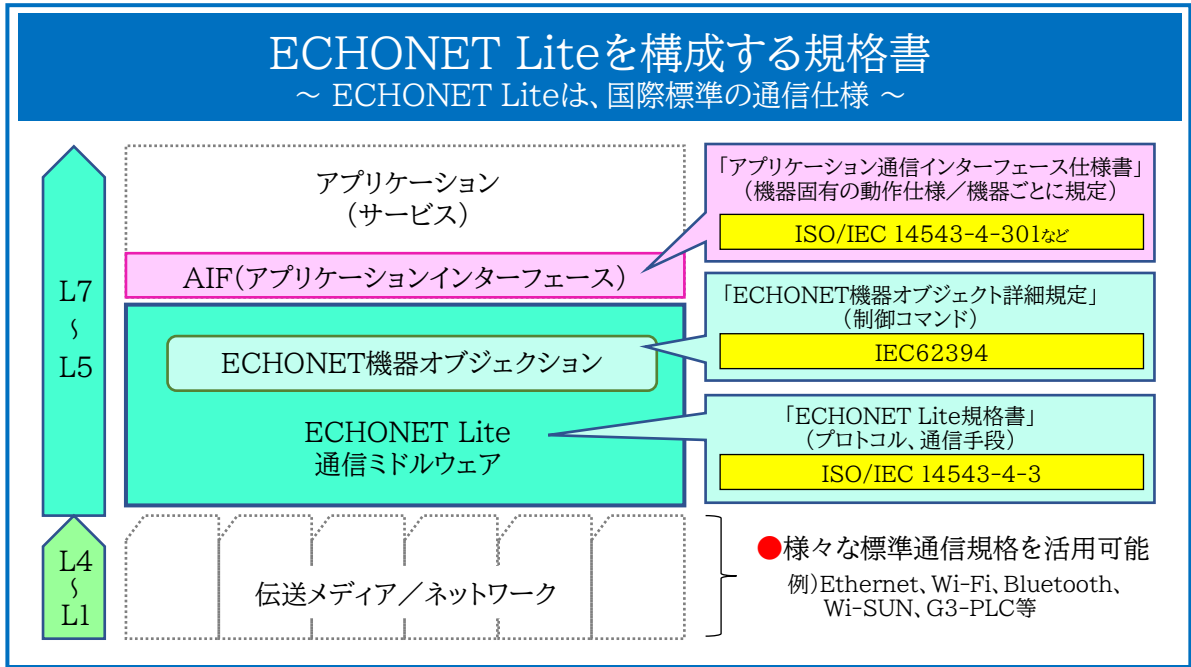 ECHONET Liteを構成する規格書
～ ECHONET Liteは、国際標準の通信仕様 ～
L7
～
L5
アプリケーション
（サービス）
AIF（アプリケーションインターフェース）
ECHONET機器オブジェクション
ECHONET Lite
通信ミドルウェア
「アプリケーション通信インターフェース仕様書」
（機器固有の動作仕様／機器ごとに規定）
ISO/IEC 14543-4-301など
「ECHONET機器オブジェクト詳細規定」
（制御コマンド）
IEC62394
「ECHONET Lite規格書」
（プロトコル、通信手段）
ISO/IEC 14543-4-3
L4
～
L1
伝送メディア／ネットワーク
●様々な標準通信規格を活用可能
例）Ethernet、Wi-Fi、Bluetooth、
Wi-SUN、G3-PLC等